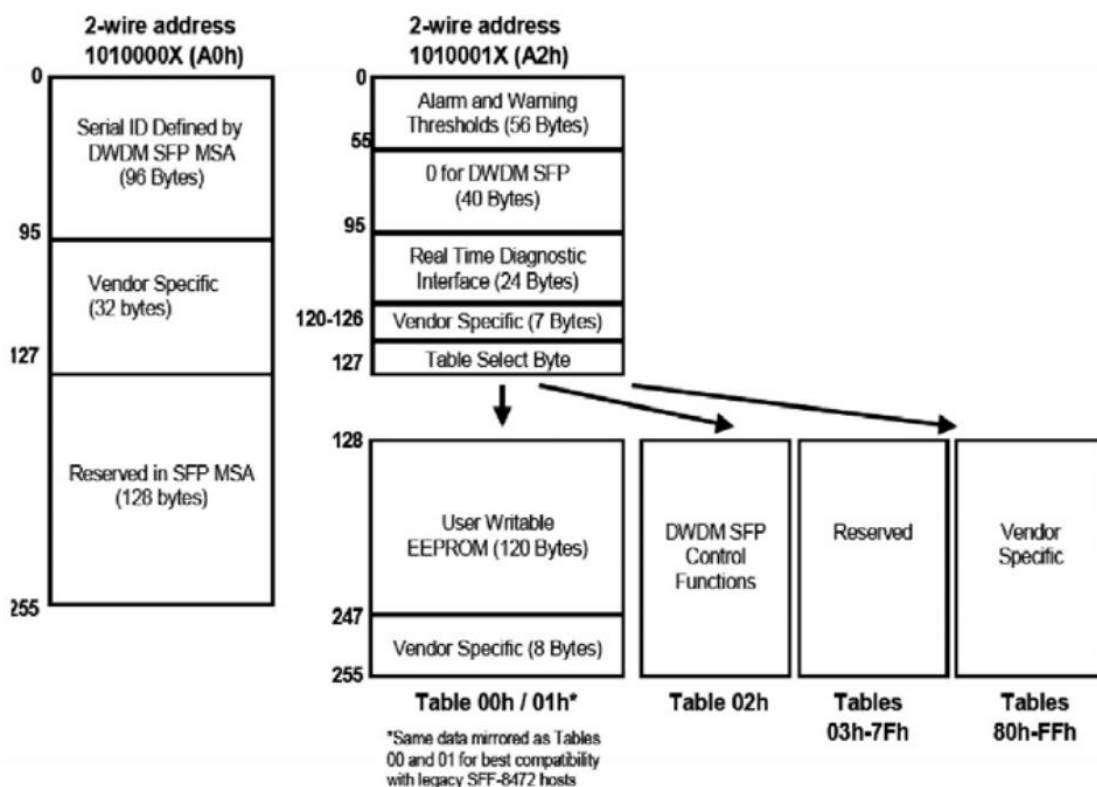 2-wire address
1010000X (A0h)
0
Serial ID Defined by
DWDM SFP MSA
(96 Bytes)
95
Vendor Specific
(32 bytes)
127
Reserved in SFP MSA
(128 bytes)
255
2-wire address
1010001X (A2h)
0
Alarm and Warning
Thresholds (56 Bytes)
55
0 for DWDM SFP
(40 Bytes)
95
Real Time Diagnostic
Interface (24 Bytes)
120-126
Vendor Specific (7 Bytes)
127
Table Select Byte
128
User Writable
EEPROM (120 Bytes)
247
Vendor Specific (8 Bytes)
255
Table 00h / 01h*
*Same data mirrored as Tables
00 and 01 for best compatibility
with legacy SFF-8472 hosts
DWDM SFP
Control
Functions
Table 02h
Reserved
Tables
03h-7Fh
Vendor
Specific
Tables
80h-FFh